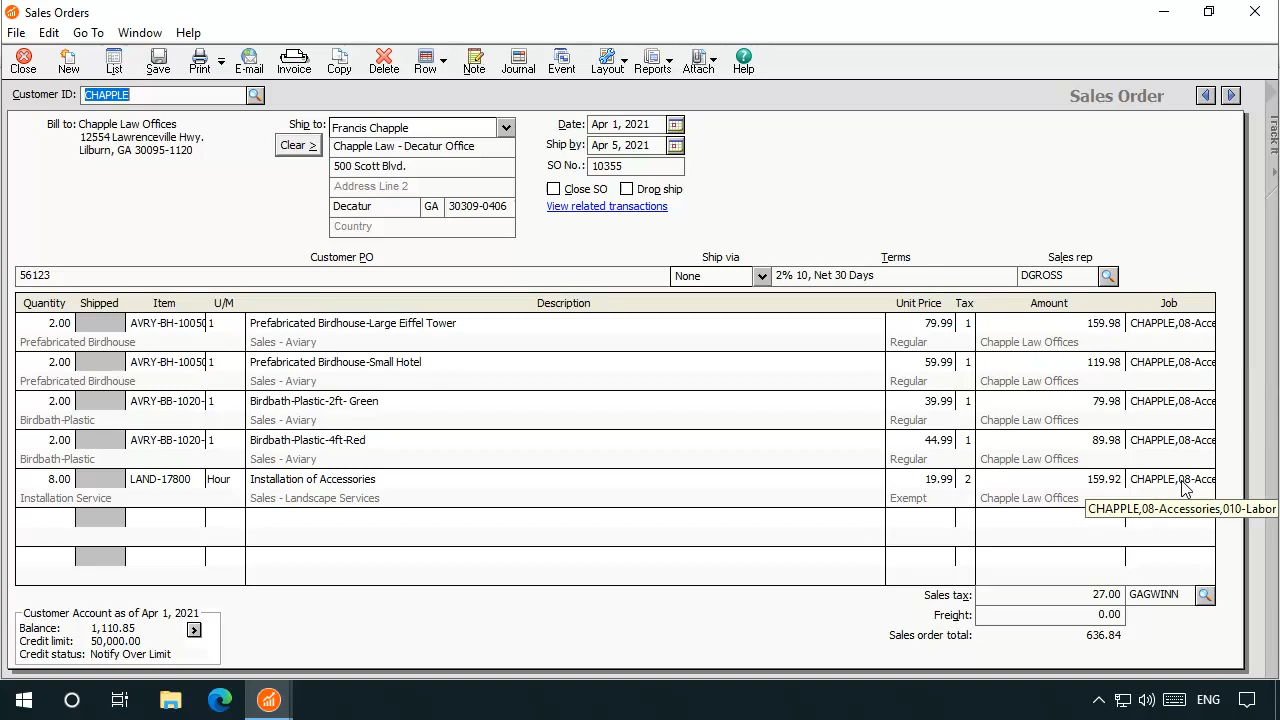 Sales Orders
File Edit Go To Window Help
Close New List Save Print E-mail Invoice Copy Delete Row Note Journal Event Layout Reports Attach Help
Customer ID: CHAPPLE
Sales Order
Track It
Bill to: Chapple Law Offices
12554 Lawrenceville Hwy.
Lilburn, GA 30095-1120
Ship to: Francis Chapple
Clear >
Chapple Law - Decatur Office
500 Scott Blvd.
Address Line 2
Decatur GA 30309-0406
Country
Date: Apr 1, 2021
Ship by: Apr 5, 2021
SO No.: 10355
Close SO Drop ship
View related transactions
Customer PO Ship via Terms Sales rep
56123 None 2% 10, Net 30 Days DGROSS
Quantity Shipped Item U/M Description Unit Price Tax Amount Job
2.00 AVRY-BH-10050 1 Prefabricated Birdhouse-Large Eiffel Tower 79.99 1 159.98 CHAPPLE,08-Acce
Prefabricated Birdhouse Sales - Aviary Regular Chapple Law Offices
2.00 AVRY-BH-10050 1 Prefabricated Birdhouse-Small Hotel 59.99 1 119.98 CHAPPLE,08-Acce
Prefabricated Birdhouse Sales - Aviary Regular Chapple Law Offices
2.00 AVRY-BB-1020- 1 Birdbath-Plastic-2ft- Green 39.99 1 79.98 CHAPPLE,08-Acce
Birdbath-Plastic Sales - Aviary Regular Chapple Law Offices
2.00 AVRY-BB-1020- 1 Birdbath-Plastic-4ft-Red 44.99 1 89.98 CHAPPLE,08-Acce
Birdbath-Plastic Sales - Aviary Regular Chapple Law Offices
8.00 LAND-17800 Hour Installation of Accessories 19.99 2 159.92 CHAPPLE,08-Acce
Installation Service Sales - Landscape Services Exempt Chapple Law Offices
CHAPPLE,08-Accessories,010-Labor
Sales tax: 27.00 GAGWINN
Freight: 0.00
Sales order total: 636.84
Customer Account as of Apr 1, 2021
Balance: 1,110.85
Credit limit: 50,000.00
Credit status: Notify Over Limit
ENG